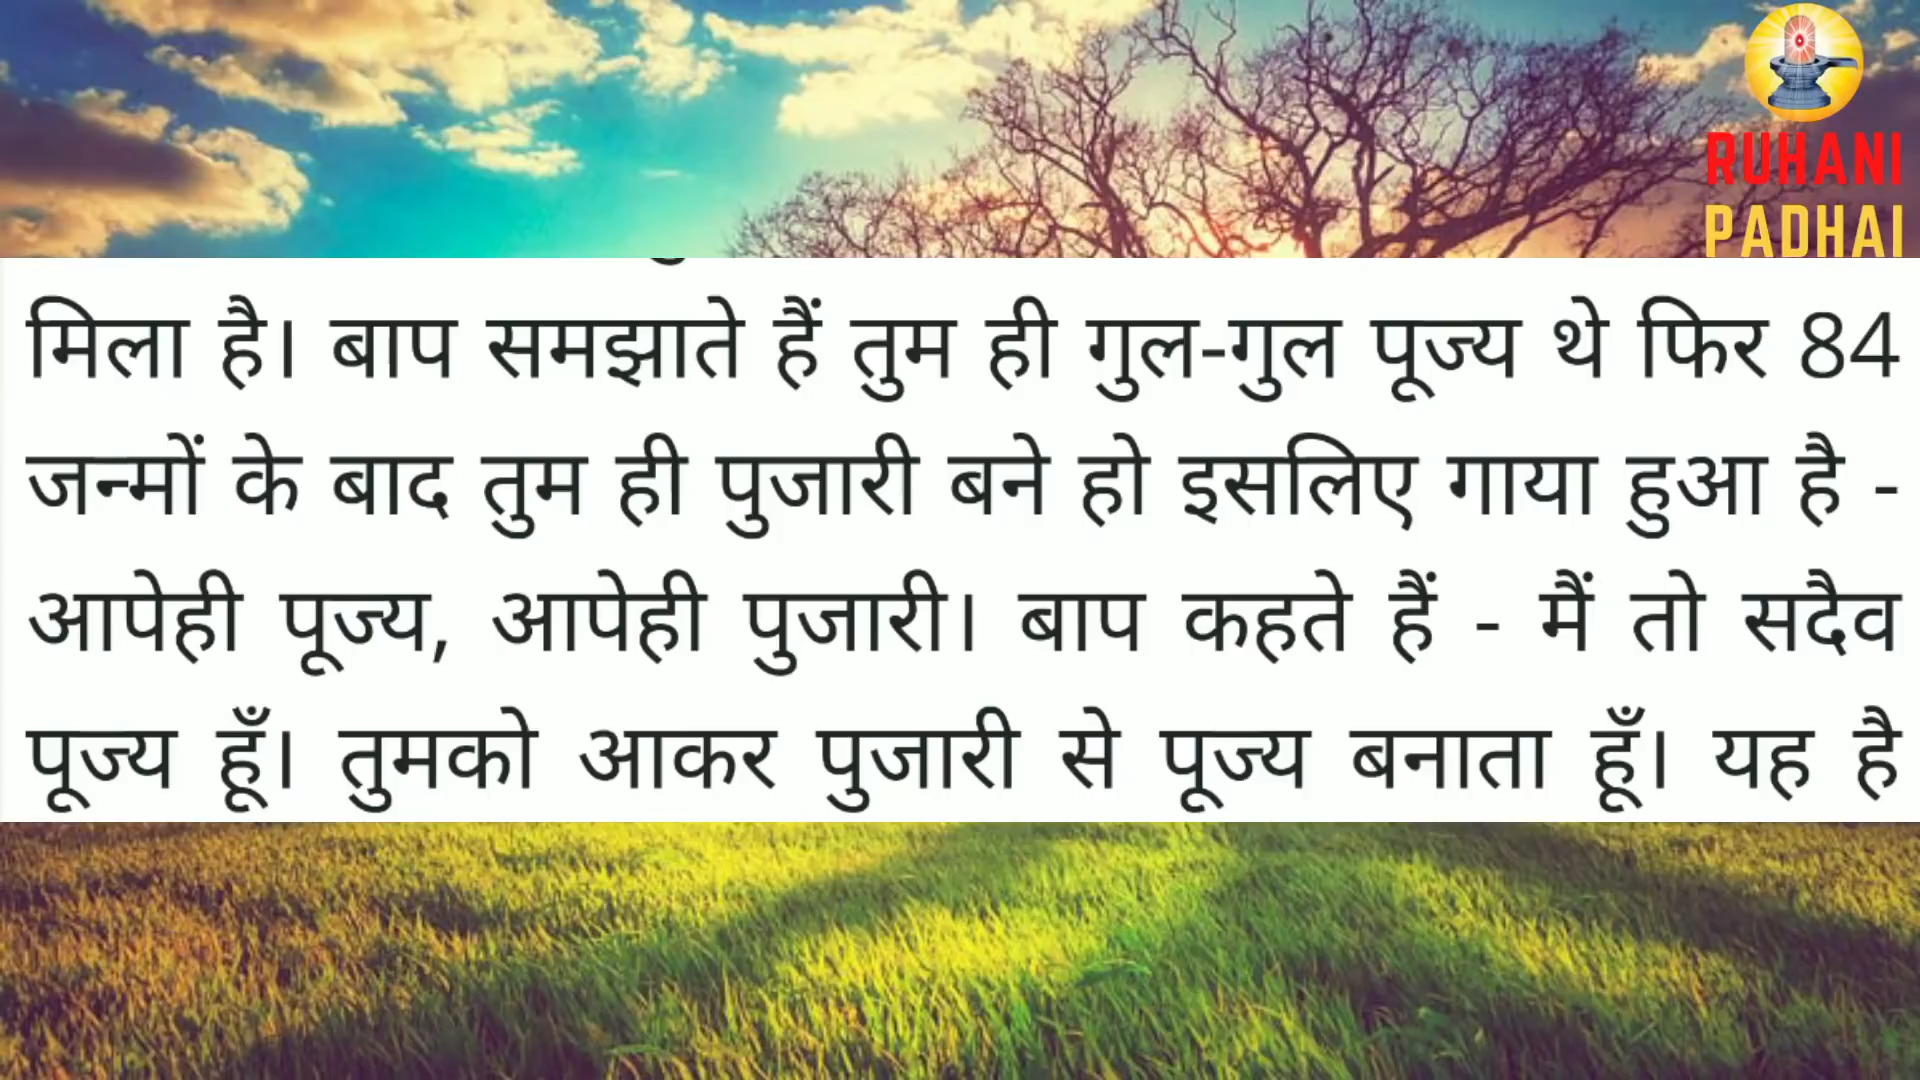 RUHANI
PADHAI
मिला है। बाप समझाते हैं तुम ही गुल-गुल पूज्य थे फिर 84
जन्मों के बाद तुम ही पुजारी बने हो इसलिए गाया हुआ है -
आपेही पूज्य, आपेही पुजारी। बाप कहते हैं - मैं तो सदैव
पूज्य हूँ। तुमको आकर पुजारी से पूज्य बनाता हूँ। यह है